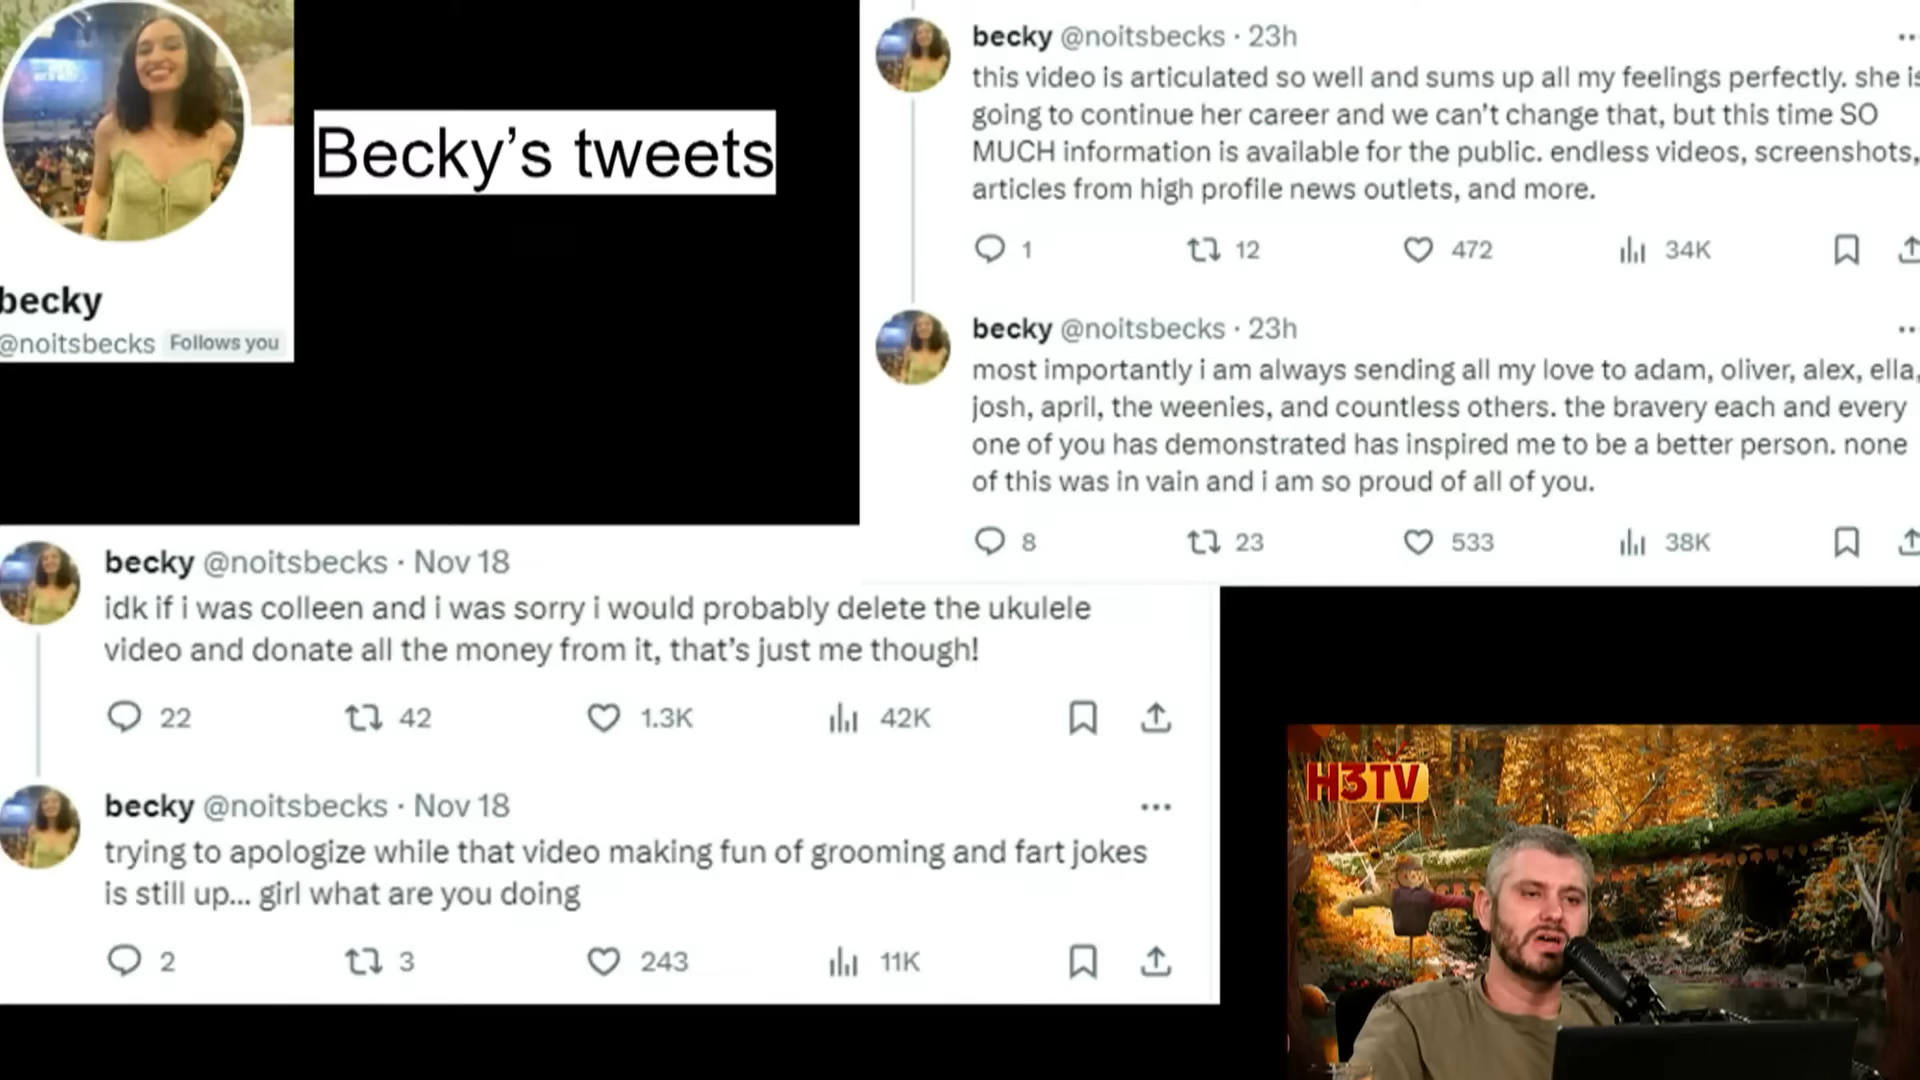 becky
@noitsbecks Follows you
Becky's tweets
becky @noitsbecks · 23h
this video is articulated so well and sums up all my feelings perfectly. she is
going to continue her career and we can't change that, but this time SO
MUCH information is available for the public. endless videos, screenshots,
articles from high profile news outlets, and more.
1 12 472 34K
becky @noitsbecks · 23h
most importantly i am always sending all my love to adam, oliver, alex, ella,
josh, april, the weenies, and countless others. the bravery each and every
one of you has demonstrated has inspired me to be a better person. none
of this was in vain and i am so proud of all of you.
8 23 533 38K
becky @noitsbecks · Nov 18
idk if i was colleen and i was sorry i would probably delete the ukulele
video and donate all the money from it, that's just me though!
22 42 1.3K 42K
becky @noitsbecks · Nov 18
trying to apologize while that video making fun of grooming and fart jokes
is still up... girl what are you doing
2 3 243 11K
H3TV